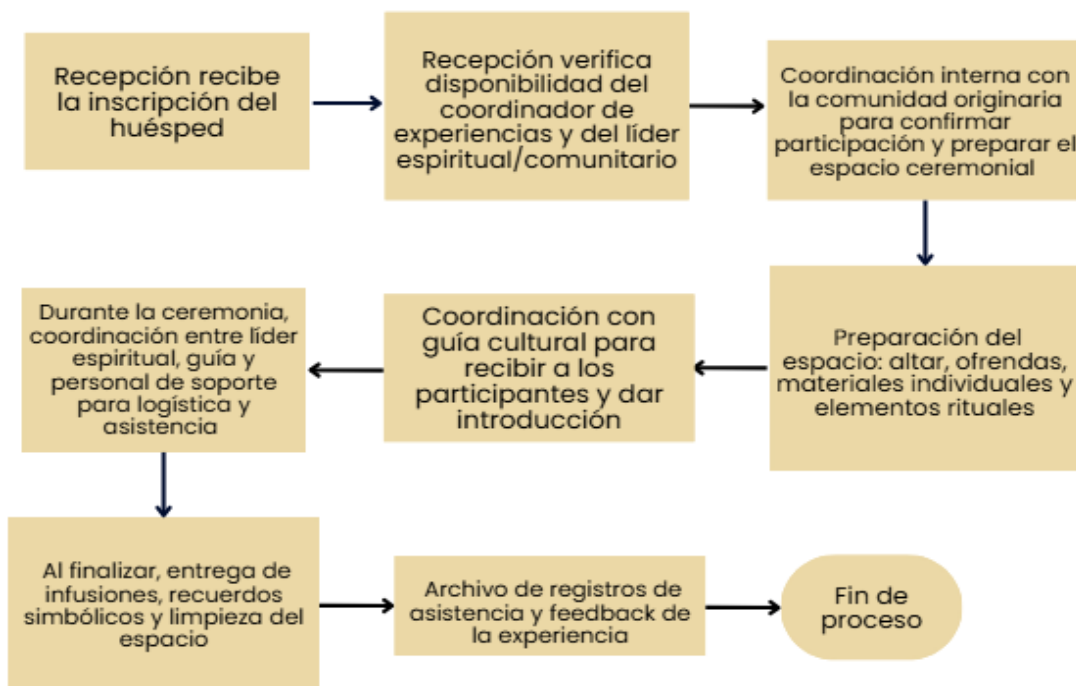 Recepción recibe
la inscripción del
huésped
Recepción verifica
disponibilidad del
coordinador de
experiencias y del líder
espiritual/comunitario
Coordinación interna con
la comunidad originaria
para confirmar
participación y preparar el
espacio ceremonial
Preparación del
espacio: altar, ofrendas,
materiales individuales y
elementos rituales
Coordinación con
guía cultural para
recibir a los
participantes y dar
introducción
Durante la ceremonia,
coordinación entre líder
espiritual, guía y
personal de soporte
para logística y
asistencia
Al finalizar, entrega de
infusiones, recuerdos
simbólicos y limpieza del
espacio
Archivo de registros de
asistencia y feedback de
la experiencia
Fin de
proceso